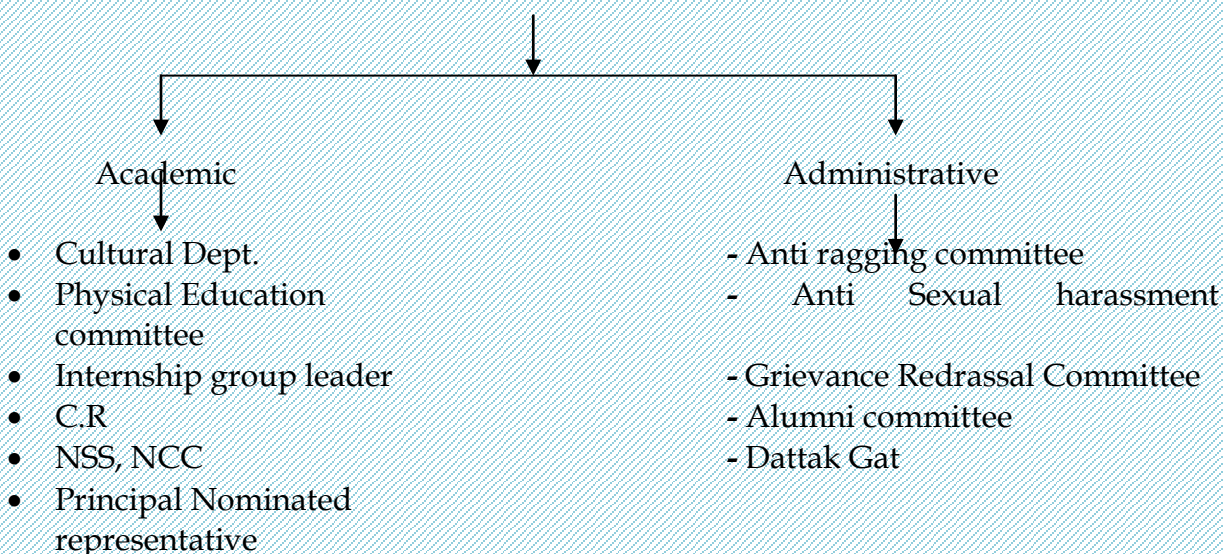 Academic
Administrative
• Cultural Dept.
• Physical Education
committee
• Internship group leader
• C.R
• NSS, NCC
• Principal Nominated
representative
- Anti ragging committee
- Anti Sexual harassment
- Grievance Redrassal Committee
- Alumni committee
- Dattak Gat